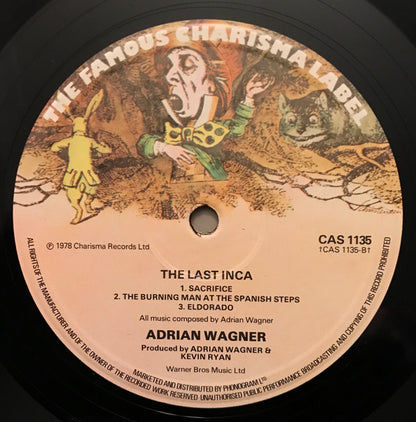 THE FAMOUS CHARISMA LABEL
℗ 1978 Charisma Records Ltd
CAS 1135
†CAS 1135-B†
THE LAST INCA
1. SACRIFICE
2. THE BURNING MAN AT THE SPANISH STEPS
3. ELDORADO
All music composed by Adrian Wagner
ADRIAN WAGNER
Produced by ADRIAN WAGNER &
KEVIN RYAN
Warner Bros Music Ltd
MARKETED AND DISTRIBUTED BY PHONOGRAM LTD
ALL RIGHTS OF THE MANUFACTURER AND OF THE OWNER OF THE RECORDED WORK RESERVED UNAUTHORISED PUBLIC PERFORMANCE BROADCASTING AND COPYING OF THIS RECORD PROHIBITED